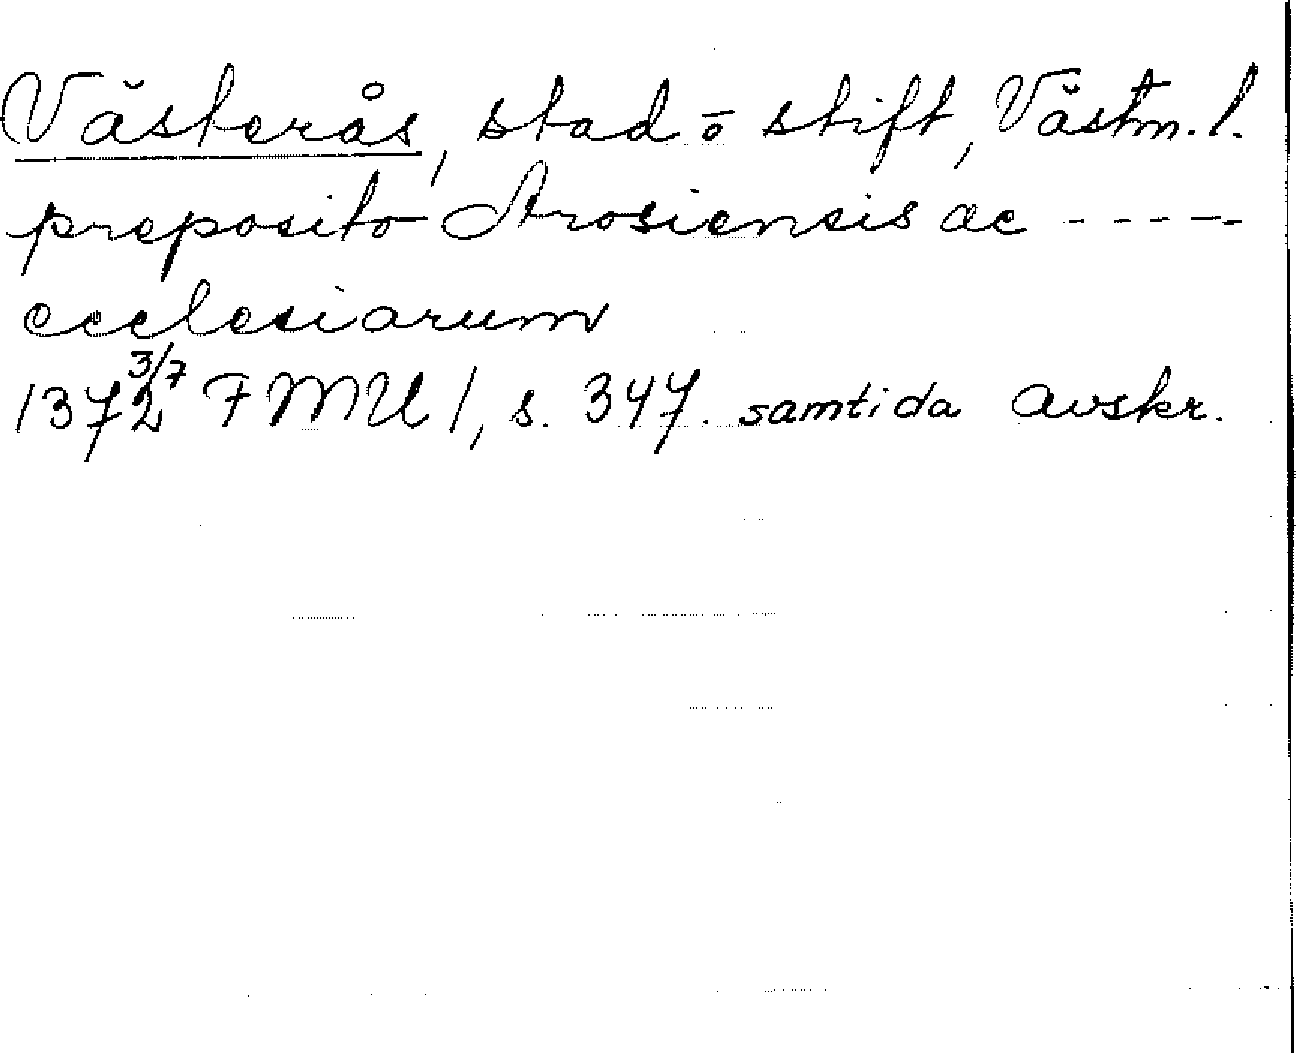 Västerås, stad o stift, Västm. l.
preposito Arosiensis ac -----
ecclesiarum
1372 3/7 FMU 1, s. 347. samtida avskr.